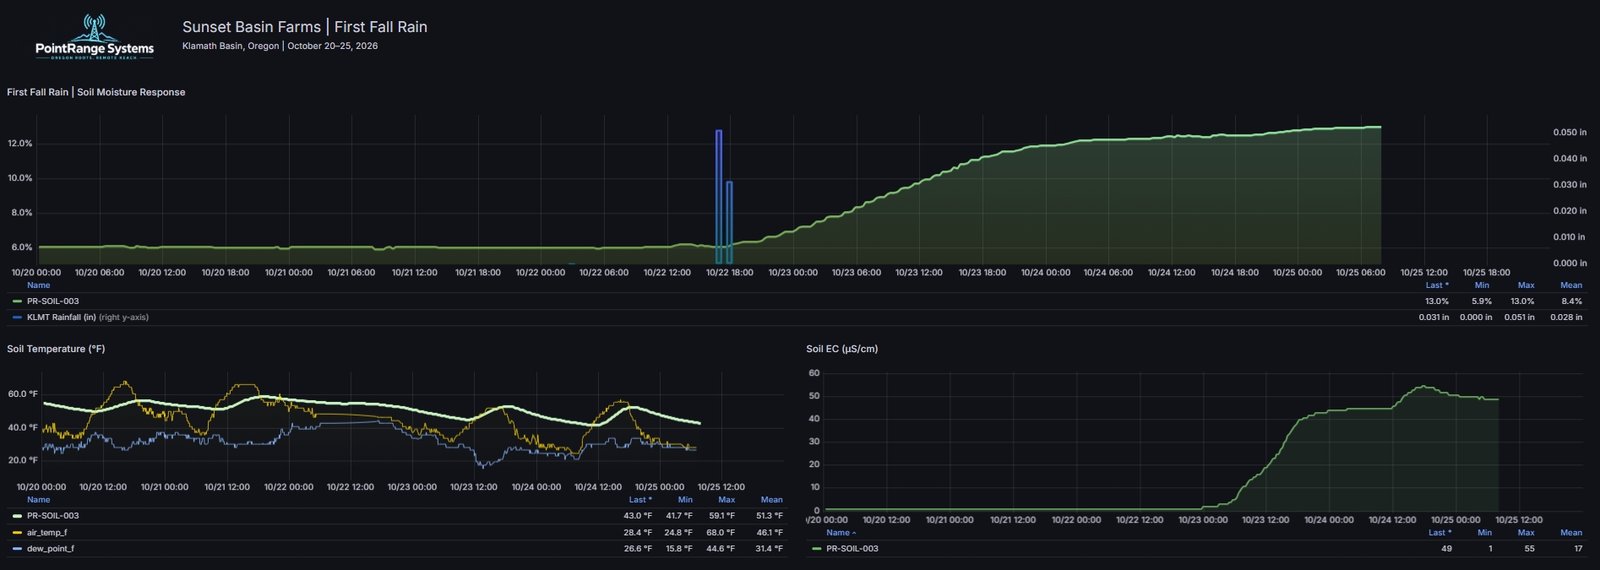 PointRange Systems
OREGON ROOTS. REMOTE REACH.
Sunset Basin Farms | First Fall Rain
Klamath Basin, Oregon | October 20–25, 2026
First Fall Rain | Soil Moisture Response
12.0%
10.0%
8.0%
6.0%
0.050 in
0.040 in
0.030 in
0.020 in
0.010 in
0.000 in
10/20 00:00 10/20 06:00 10/20 12:00 10/20 18:00 10/21 00:00 10/21 06:00 10/21 12:00 10/21 18:00 10/22 00:00 10/22 06:00 10/22 12:00 10/22 18:00 10/23 00:00 10/23 06:00 10/23 12:00 10/23 18:00 10/24 00:00 10/24 06:00 10/24 12:00 10/24 18:00 10/25 00:00 10/25 06:00 10/25 12:00 10/25 18:00
Name Last * Min Max Mean
PR-SOIL-003 13.0% 5.9% 13.0% 8.4%
KLMT Rainfall (in) (right y-axis) 0.031 in 0.000 in 0.051 in 0.028 in
Soil Temperature (°F)
60.0 °F
40.0 °F
20.0 °F
10/20 00:00 10/20 12:00 10/21 00:00 10/21 12:00 10/22 00:00 10/22 12:00 10/23 00:00 10/23 12:00 10/24 00:00 10/24 12:00 10/25 00:00 10/25 12:00
Name Last * Min Max Mean
PR-SOIL-003 43.0 °F 41.7 °F 59.1 °F 51.3 °F
air_temp_f 28.4 °F 24.8 °F 68.0 °F 46.1 °F
dew_point_f 26.6 °F 15.8 °F 44.6 °F 31.4 °F
Soil EC (µS/cm)
60
50
40
30
20
10
0
/20 00:00 10/20 12:00 10/21 00:00 10/21 12:00 10/22 00:00 10/22 12:00 10/23 00:00 10/23 12:00 10/24 00:00 10/24 12:00 10/25 00:00 10/25 12:00
Name Last * Min Max Mean
PR-SOIL-003 49 1 55 17